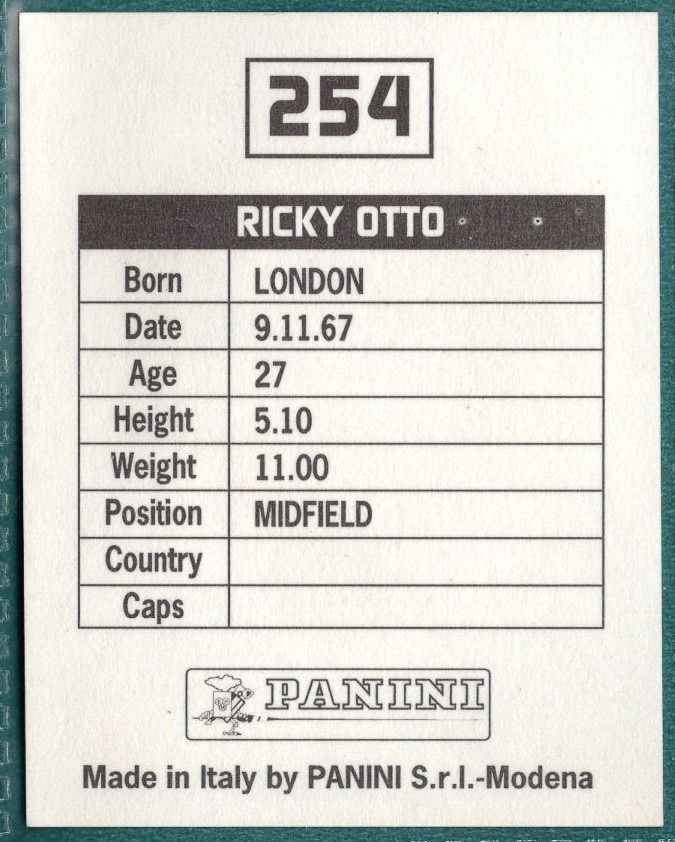 254
RICKY OTTO
Born LONDON
Date 9.11.67
Age 27
Height 5.10
Weight 11.00
Position MIDFIELD
Country
Caps
PANINI
Made in Italy by PANINI S.r.l.-Modena